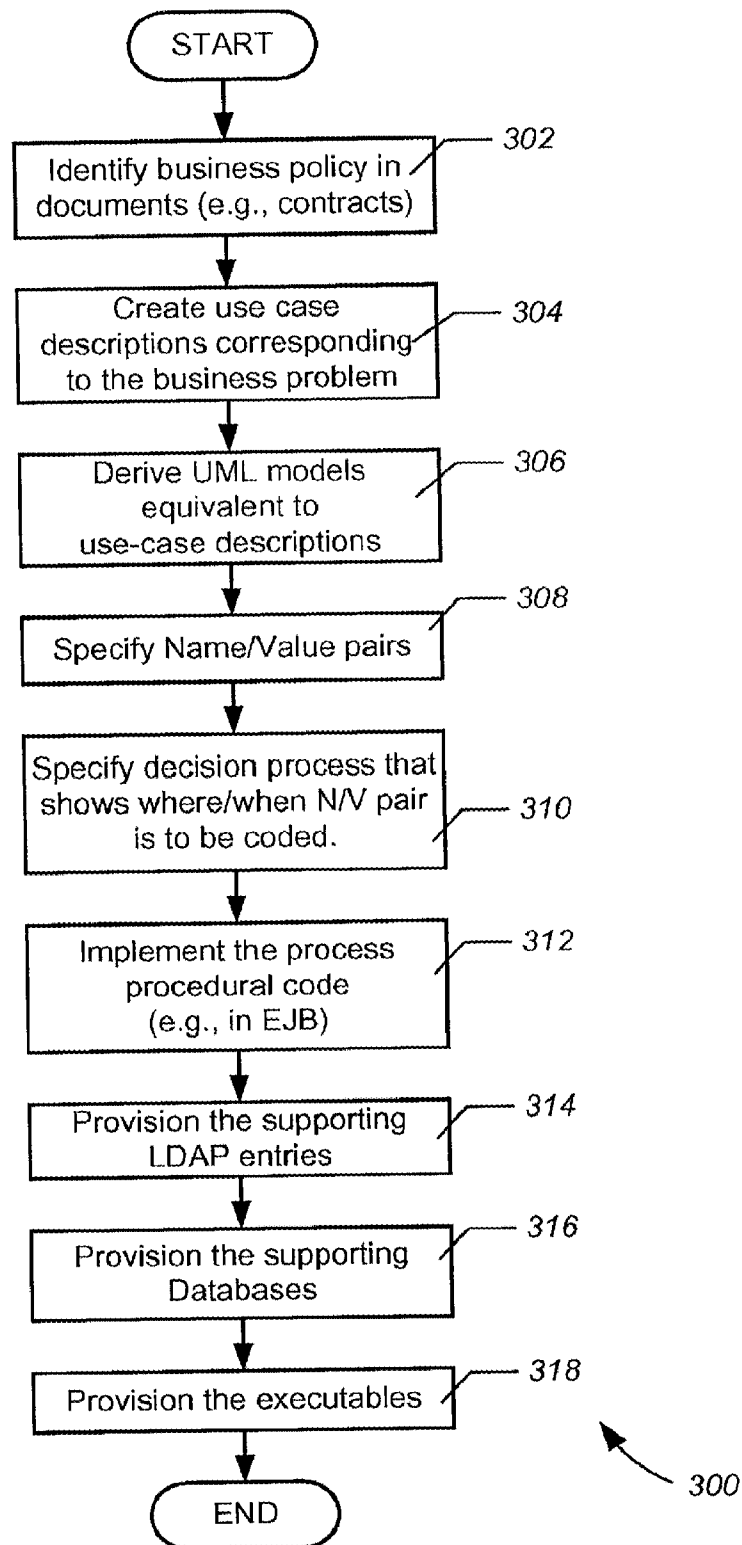 START
302
Identify business policy in
documents (e.g., contracts)
304
Create use case
descriptions corresponding
to the business problem
306
Derive UML models
equivalent to
use-case descriptions
308
Specify Name/Value pairs
Specify decision process that
shows where/when N/V pair
is to be coded.
310
312
Implement the process
procedural code
(e.g., in EJB)
314
Provision the supporting
LDAP entries
316
Provision the supporting
Databases
318
Provision the executables
300
END